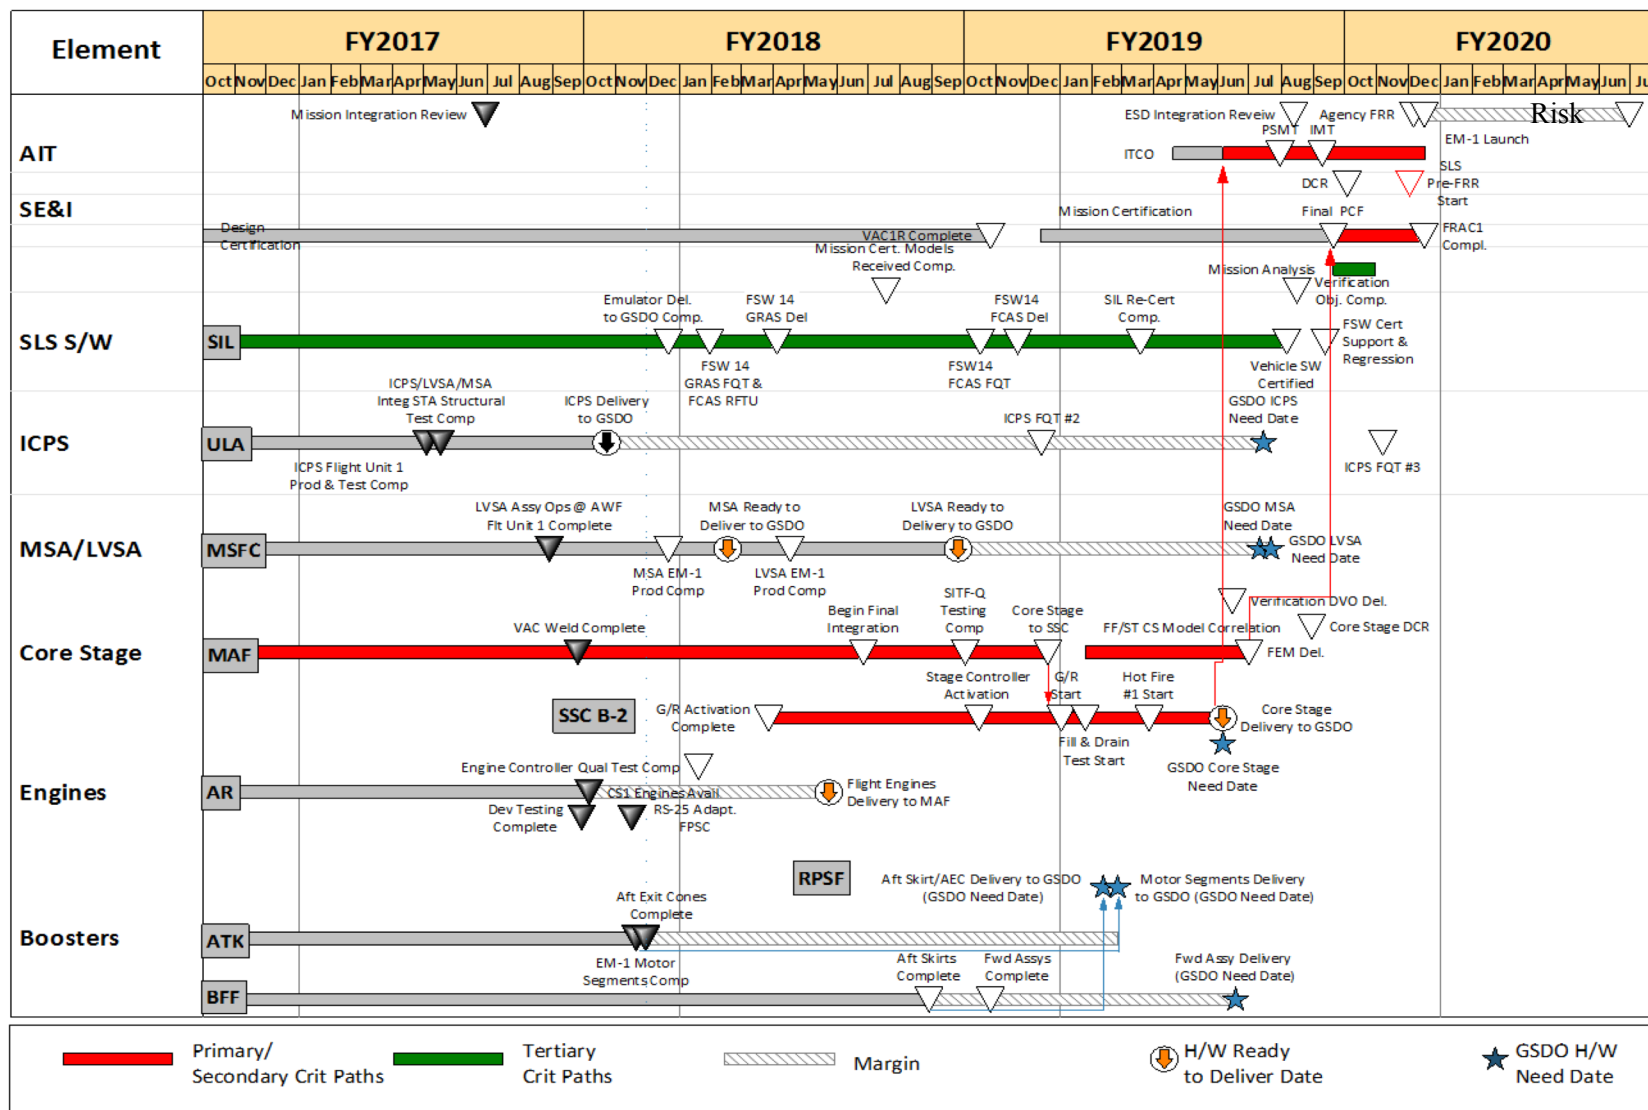 Element
FY2017
FY2018
FY2019
FY2020
Oct Nov Dec Jan Feb Mar Apr May Jun Jul Aug Sep Oct Nov Dec Jan Feb Mar Apr May Jun Jul Aug Sep Oct Nov Dec Jan Feb Mar Apr May Jun Jul Aug Sep Oct Nov Dec Jan Feb Mar Apr May Jun Ju
AIT
Mission Integration Review
ESD Integration Reveiw
Agency FRR
Risk
PSMT
IMT
EM-1 Launch
ITCO
DCR
SLS
Pre-FRR
Start
SE&I
Design
Certification
VAC1R Complete
Mission Certification
Final PCF
FRAC1
Compl.
Mission Cert. Models
Received Comp.
Mission Analysis
Verification
Obj. Comp.
SLS S/W
SIL
Emulator Del.
to GSDO Comp.
FSW 14
GRAS Del
FSW14
FCAS Del
SIL Re-Cert
Comp.
FSW Cert
Support &
Regression
FSW 14
GRAS FQT &
FCAS RFTU
FSW14
FCAS FQT
Vehicle SW
Certified
ICPS
ULA
ICPS/LVSA/MSA
Integ STA Structural
Test Comp
ICPS Delivery
to GSDO
ICPS FQT #2
GSDO ICPS
Need Date
ICPS Flight Unit 1
Prod & Test Comp
ICPS FQT #3
MSA/LVSA
MSFC
LVSA Assy Ops @ AWF
Flt Unit 1 Complete
MSA Ready to
Deliver to GSDO
LVSA Ready to
Delivery to GSDO
GSDO MSA
Need Date
GSDO LVSA
Need Date
MSA EM-1
Prod Comp
LVSA EM-1
Prod Comp
Core Stage
MAF
VAC Weld Complete
Begin Final
Integration
SITF-Q
Testing
Comp
Core Stage
to SSC
FF/ST CS Model Correlation
Verification DVO Del.
Core Stage DCR
FEM Del.
SSC B-2
G/R Activation
Complete
Stage Controller
Activation
G/R
Start
Hot Fire
#1 Start
Core Stage
Delivery to GSDO
Fill & Drain
Test Start
GSDO Core Stage
Need Date
Engines
AR
Engine Controller Qual Test Comp
CS1 Engines Avail
Flight Engines
Delivery to MAF
Dev Testing
Complete
RS-25 Adapt.
FPSC
RPSF
Aft Skirt/AEC Delivery to GSDO
(GSDO Need Date)
Motor Segments Delivery
to GSDO (GSDO Need Date)
Boosters
ATK
Aft Exit Cones
Complete
EM-1 Motor
Segments Comp
BFF
Aft Skirts
Complete
Fwd Assys
Complete
Fwd Assy Delivery
(GSDO Need Date)
Primary/
Secondary Crit Paths
Tertiary
Crit Paths
Margin
H/W Ready
to Deliver Date
GSDO H/W
Need Date